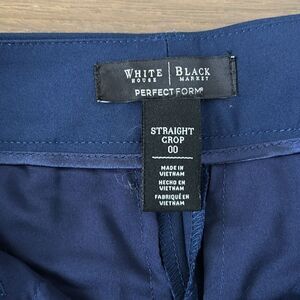 WHITE | BLACK
HOUSE MARKET
PERFECT FORM®
STRAIGHT
CROP
00
MADE IN
VIETNAM
HECHO EN
VIETNAM
FABRIQUÉ EN
VIETNAM